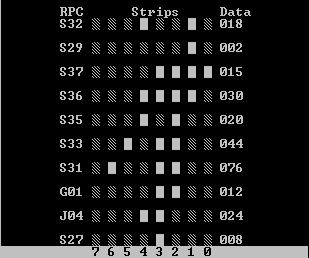 RPC Strips Data
S32 018
S29 002
S37 015
S36 030
S35 020
S33 044
S31 076
G01 012
J04 024
S27 008
7 6 5 4 3 2 1 0